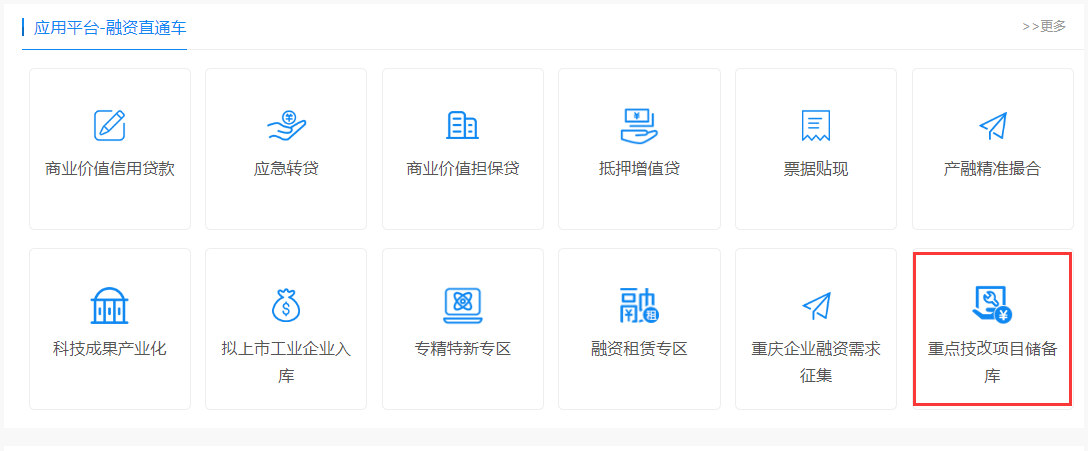 应用平台-融资直通车
>>更多
商业价值信用贷款
应急转贷
商业价值担保贷
抵押增值贷
票据贴现
产融精准撮合
科技成果产业化
拟上市工业企业入
库
专精特新专区
融资租赁专区
重庆企业融资需求
征集
重点技改项目储备
库